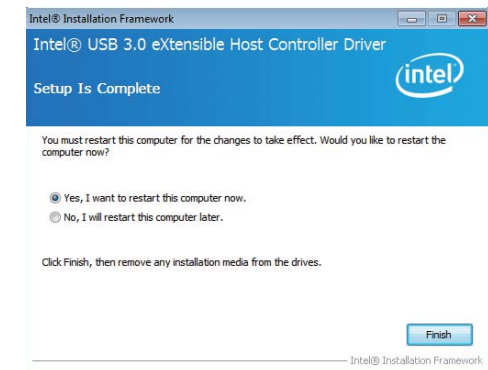 Intel® Installation Framework
Intel® USB 3.0 eXtensible Host Controller Driver
Setup Is Complete
intel
You must restart this computer for the changes to take effect. Would you like to restart the
computer now?
Yes, I want to restart this computer now.
No, I will restart this computer later.
Click Finish, then remove any installation media from the drives.
Finish
Intel® Installation Framework